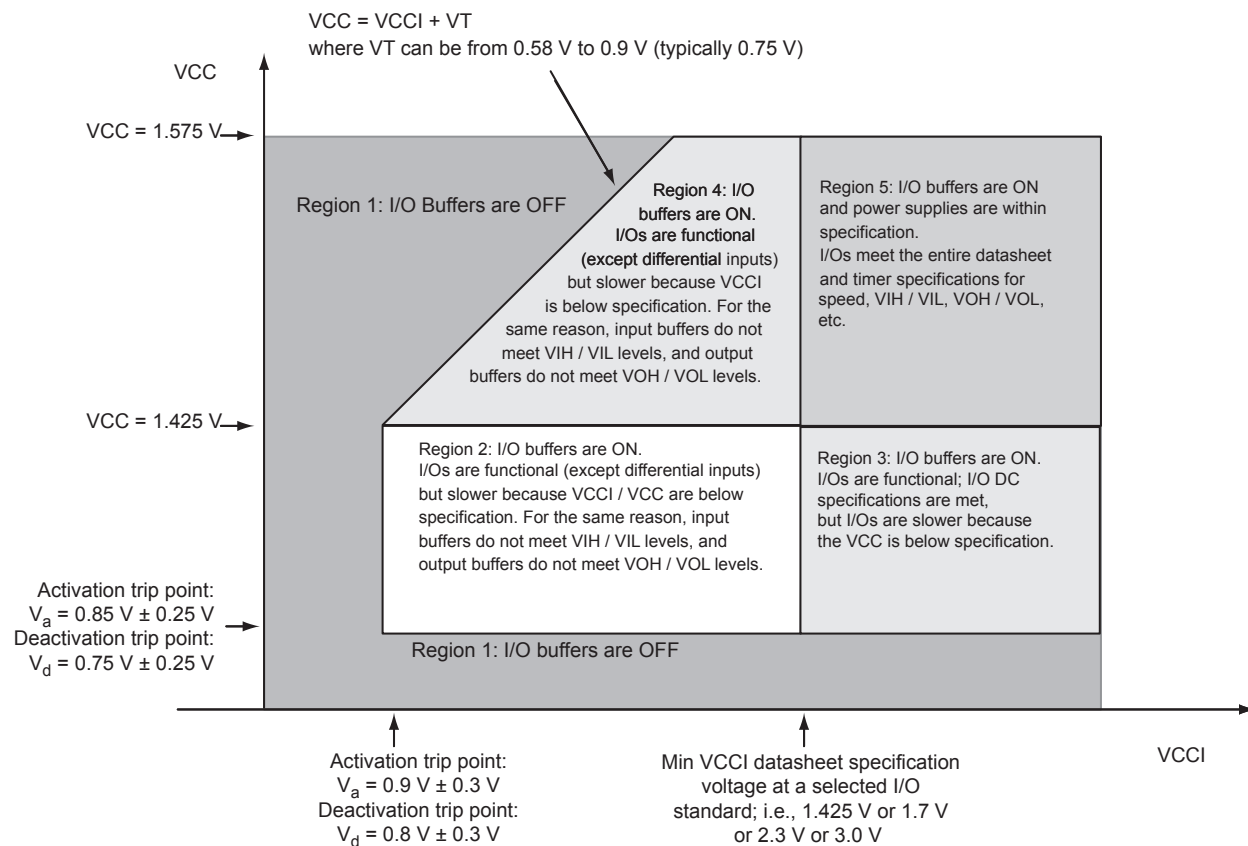 VCC = VCCI + VT
where VT can be from 0.58 V to 0.9 V (typically 0.75 V)
VCC
VCC = 1.575 V
Region 1: I/O Buffers are OFF
Region 4: I/O
buffers are ON.
I/Os are functional
(except differential inputs)
but slower because VCCI
is below specification. For the
same reason, input buffers do not
meet VIH / VIL levels, and output
buffers do not meet VOH / VOL levels.
Region 5: I/O buffers are ON
and power supplies are within
specification.
I/Os meet the entire datasheet
and timer specifications for
speed, VIH / VIL, VOH / VOL,
etc.
VCC = 1.425 V
Region 2: I/O buffers are ON.
I/Os are functional (except differential inputs)
but slower because VCCI / VCC are below
specification. For the same reason, input
buffers do not meet VIH / VIL levels, and
output buffers do not meet VOH / VOL levels.
Region 3: I/O buffers are ON.
I/Os are functional; I/O DC
specifications are met,
but I/Os are slower because
the VCC is below specification.
Activation trip point:
Va = 0.85 V ± 0.25 V
Deactivation trip point:
Vd = 0.75 V ± 0.25 V
Region 1: I/O buffers are OFF
VCCI
Activation trip point:
Va = 0.9 V ± 0.3 V
Deactivation trip point:
Vd = 0.8 V ± 0.3 V
Min VCCI datasheet specification
voltage at a selected I/O
standard; i.e., 1.425 V or 1.7 V
or 2.3 V or 3.0 V